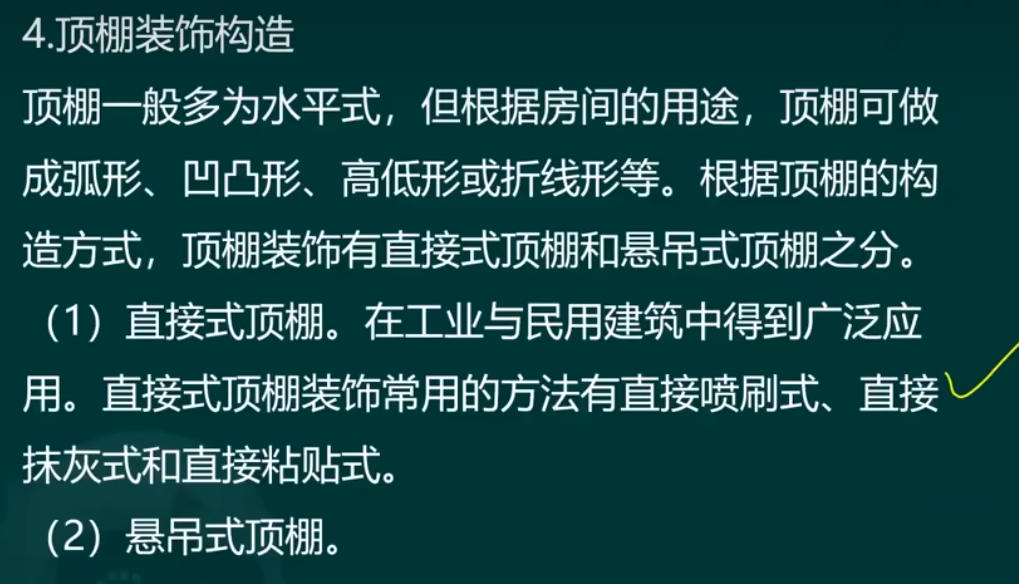 4.顶棚装饰构造
顶棚一般多为水平式，但根据房间的用途，顶棚可做
成弧形、凹凸形、高低形或折线形等。根据顶棚的构
造方式，顶棚装饰有直接式顶棚和悬吊式顶棚之分。
（1）直接式顶棚。在工业与民用建筑中得到广泛应
用。直接式顶棚装饰常用的方法有直接喷刷式、直接
抹灰式和直接粘贴式。
（2）悬吊式顶棚。